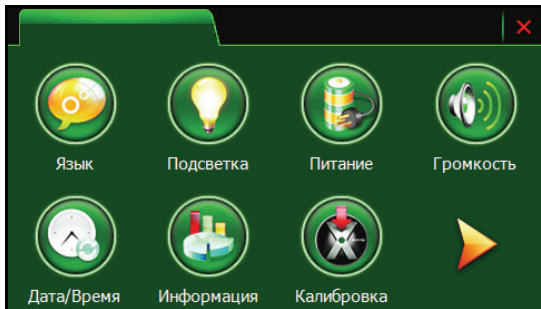 Язык
Подсветка
Питание
Громкость
Дата/Время
Информация
Калибровка